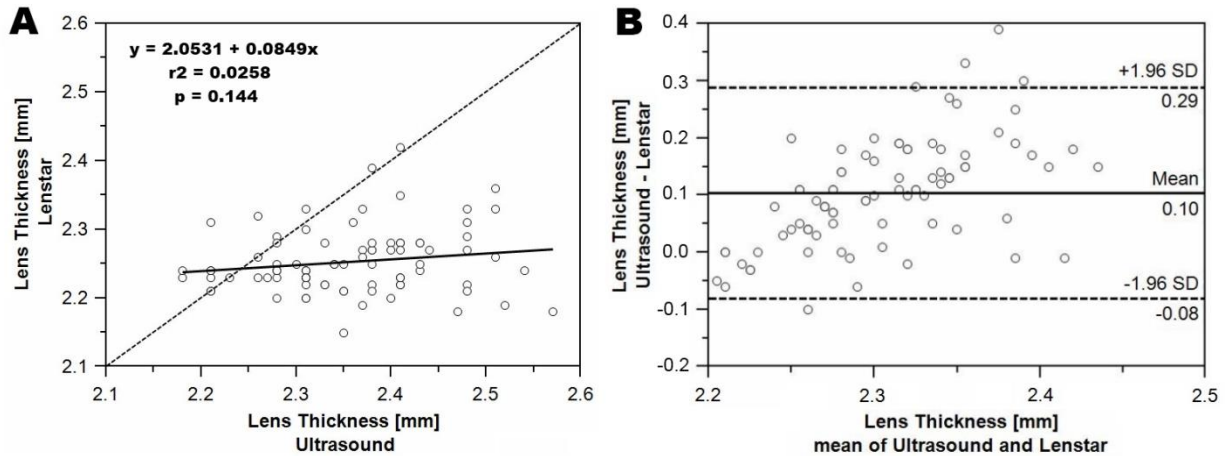 A
y = 2.0531 + 0.0849x
r2 = 0.0258
p = 0.144
2.6
2.5
2.4
2.3
2.2
2.1
Lens Thickness [mm]
Lenstar
2.1 2.2 2.3 2.4 2.5 2.6
Lens Thickness [mm]
Ultrasound
B
0.4
0.3
0.2
0.1
0.0
-0.1
-0.2
Lens Thickness [mm]
Ultrasound - Lenstar
+1.96 SD
0.29
Mean
0.10
-1.96 SD
-0.08
2.2 2.3 2.4 2.5
Lens Thickness [mm]
mean of Ultrasound and Lenstar